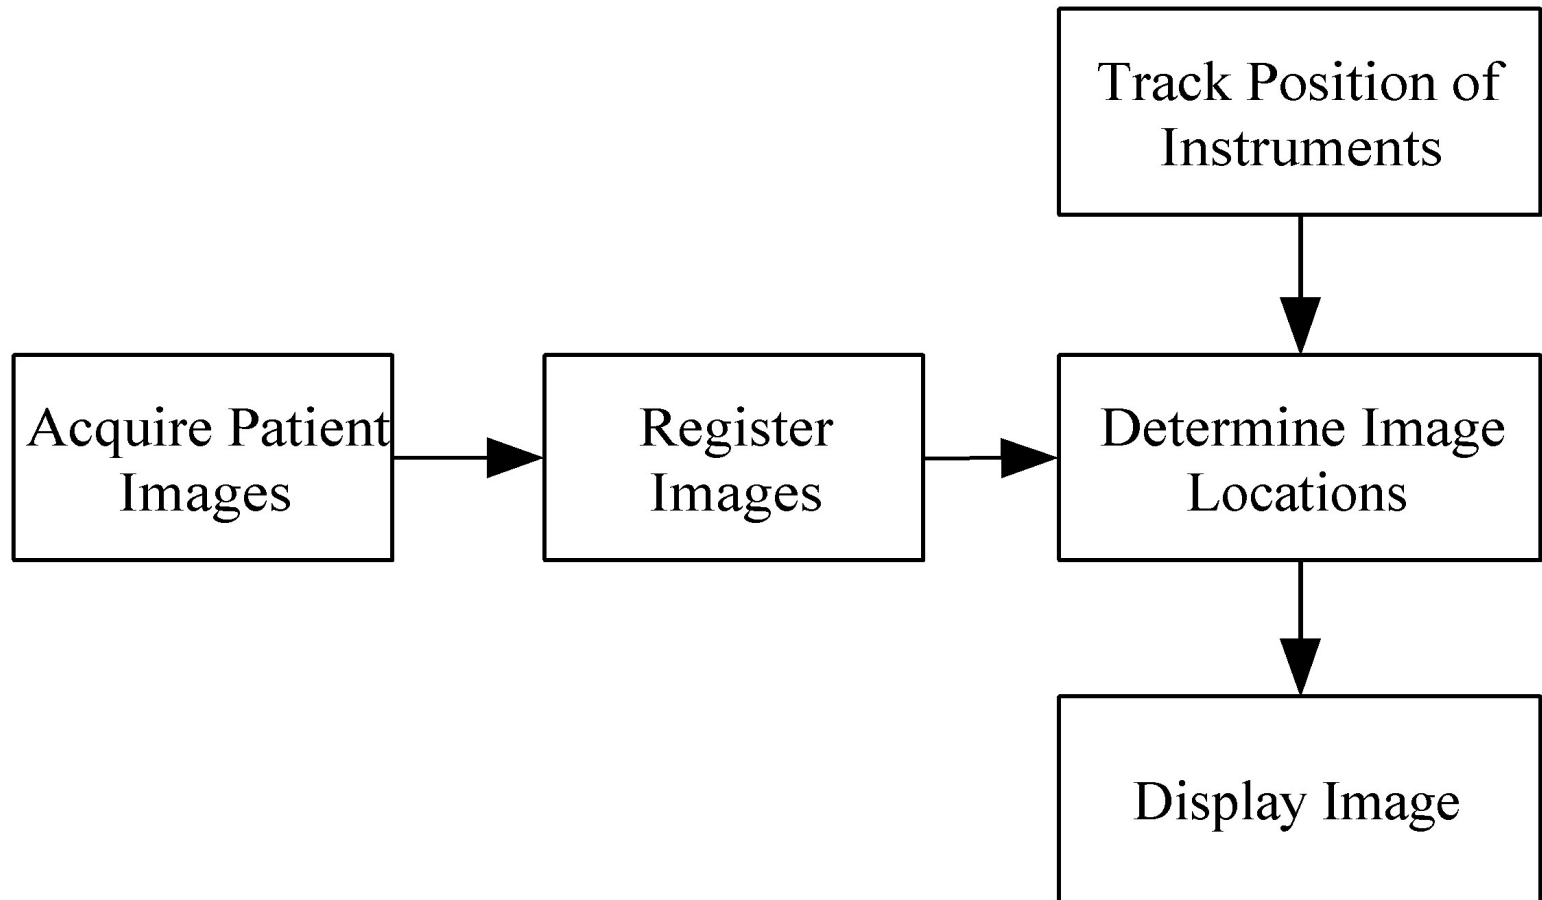 Track Position of
Instruments
Acquire Patient
Images
Register
Images
Determine Image
Locations
Display Image